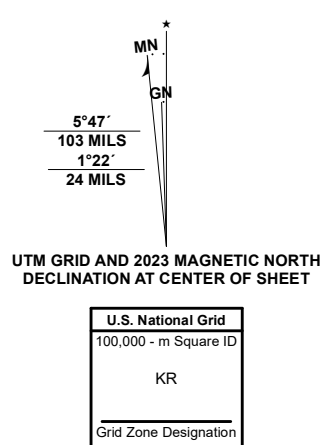 ★
MN
GN
5°47´
103 MILS
1°22´
24 MILS
UTM GRID AND 2023 MAGNETIC NORTH
DECLINATION AT CENTER OF SHEET
U.S. National Grid
100,000 - m Square ID
KR
Grid Zone Designation